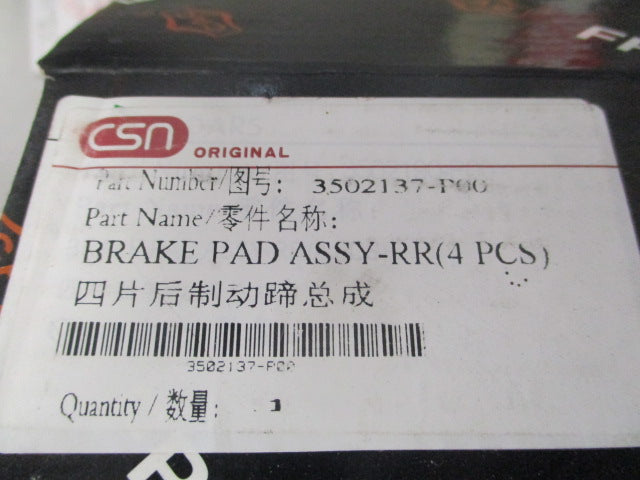 csn
ORIGINAL
Part Number/图号: 3502137-P00
Part Name/零件名称:
BRAKE PAD ASSY-RR(4 PCS)
四片后制动蹄总成
3502137-P00
Quantity / 数量: 1